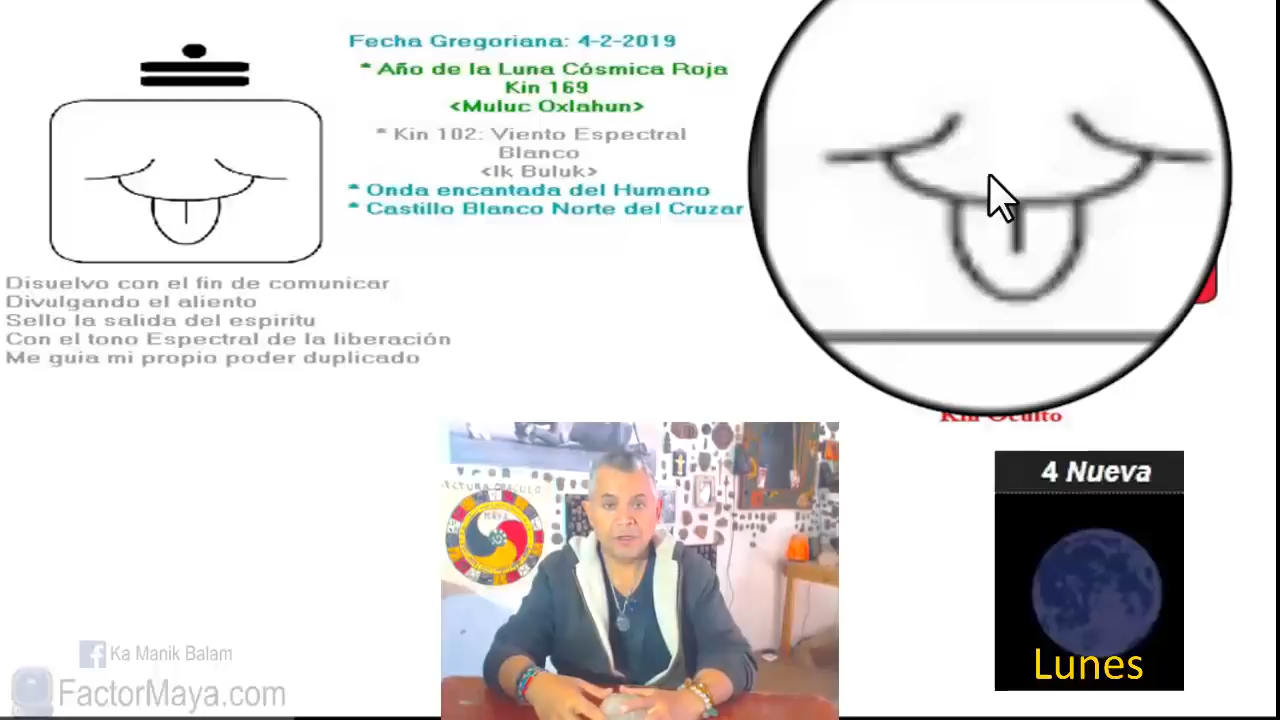 Fecha Gregoriana: 4-2-2019
* Año de la Luna Cósmica Roja
Kin 169
<Muluc Oxlahun>
* Kin 102: Viento Espectral
Blanco
<Ik Buluk>
* Onda encantada del Humano
* Castillo Blanco Norte del Cruzar
Disuelvo con el fin de comunicar
Divulgando el aliento
Sello la salida del espiritu
Con el tono Espectral de la liberación
Me guia mi propio poder duplicado
Kin Oculto
4 Nueva
Lunes
MAYA
Ka Manik Balam
FactorMaya.com